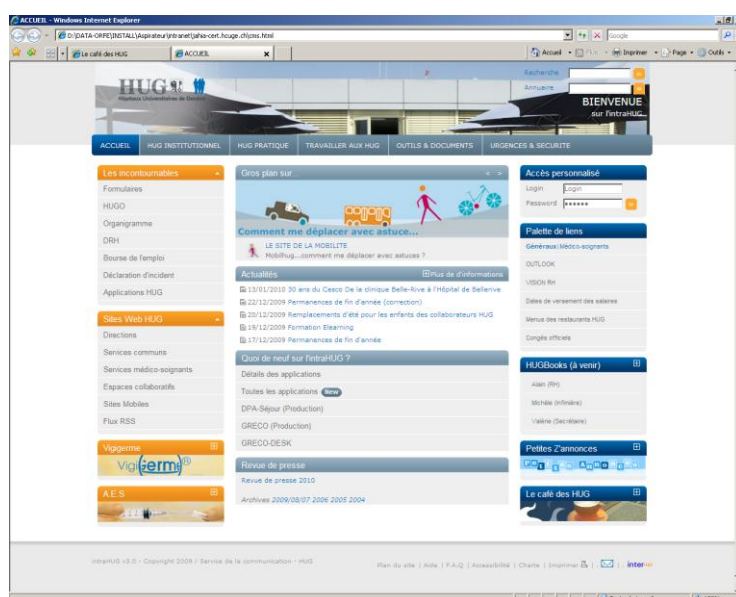 ACCUEIL - Windows Internet Explorer
D:\DATA-ORFE\INSTALL\Aspirateur\intranet\jahia-cert.hcuge.ch\cms.html
Google
Le café des HUG
ACCUEIL
Accueil
Imprimer
Page
Outils
HUG
Hôpitaux Universitaires de Genève
Recherche
Annuaire
BIENVENUE
sur l'intraHUG...
ACCUEIL HUG INSTITUTIONNEL HUG PRATIQUE TRAVAILLER AUX HUG OUTILS & DOCUMENTS URGENCES & SECURITE
Les incontournables
Formulaires
HUGO
Organigramme
DRH
Bourse de l'emploi
Déclaration d'incident
Applications HUG
Sites Web HUG
Directions
Services communs
Services médico-soignants
Espaces collaboratifs
Sites Mobiles
Flux RSS
Vigigerme
Vigigerme®
A.E.S
Gros plan sur...
Comment me déplacer avec astuce...
LE SITE DE LA MOBILITE
Mobilhug...comment me déplacer avec astuces ?
Actualités
Plus de d'informations
13/01/2010 30 ans du Cesco De la clinique Belle-Rive à l'Hôpital de Bellerive
22/12/2009 Permanences de fin d'année (correction)
20/12/2009 Remplacements d'été pour les enfants des collaborateurs HUG
19/12/2009 Formation Elearning
17/12/2009 Permanences de fin d'année
Quoi de neuf sur l'intraHUG ?
Détails des applications
Toutes les applications New
DPA-Séjour (Production)
GRECO (Production)
GRECO-DESK
Revue de presse
Revue de presse 2010
Archives 2009/08/07 2006 2005 2004
Accès personnalisé
Login Login
Password ••••••
Palette de liens
Généraux|Médico-soignants
OUTLOOK
VISION RH
Dates de versement des salaires
Menus des restaurants HUG
Congés officiels
HUGBooks (à venir)
Alain (RH)
Michèle (Infirmière)
Valérie (Secrétaire)
Petites Z'annonces
Le café des HUG
intraHUG v3.0 - Copyright 2009 / Service de la communication - HUG
Plan du site | Aide | F.A.Q | Accessibilité | Charte | Imprimer | | inter